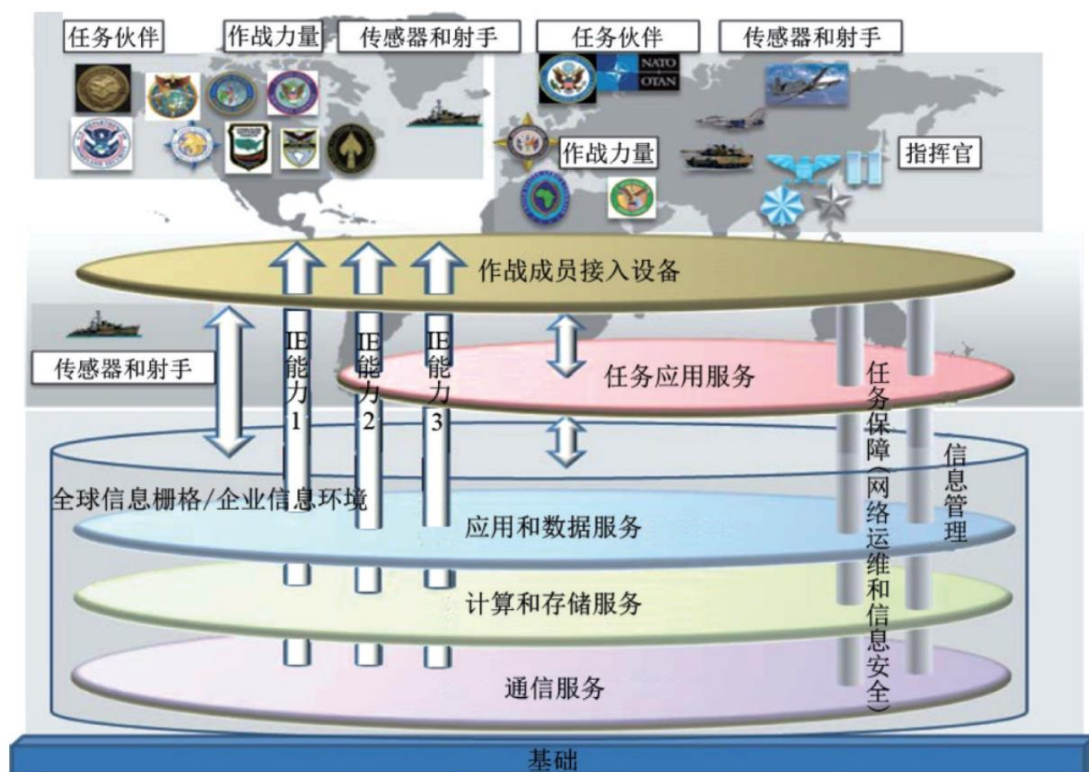 任务伙伴
作战力量
传感器和射手
任务伙伴
传感器和射手
NATO
OTAN
作战力量
指挥官
作战成员接入设备
传感器和射手
IE能力1
IE能力2
IE能力3
任务应用服务
任务保障(网络运维和信息安全)
信息管理
全球信息栅格/企业信息环境
应用和数据服务
计算和存储服务
通信服务
基础